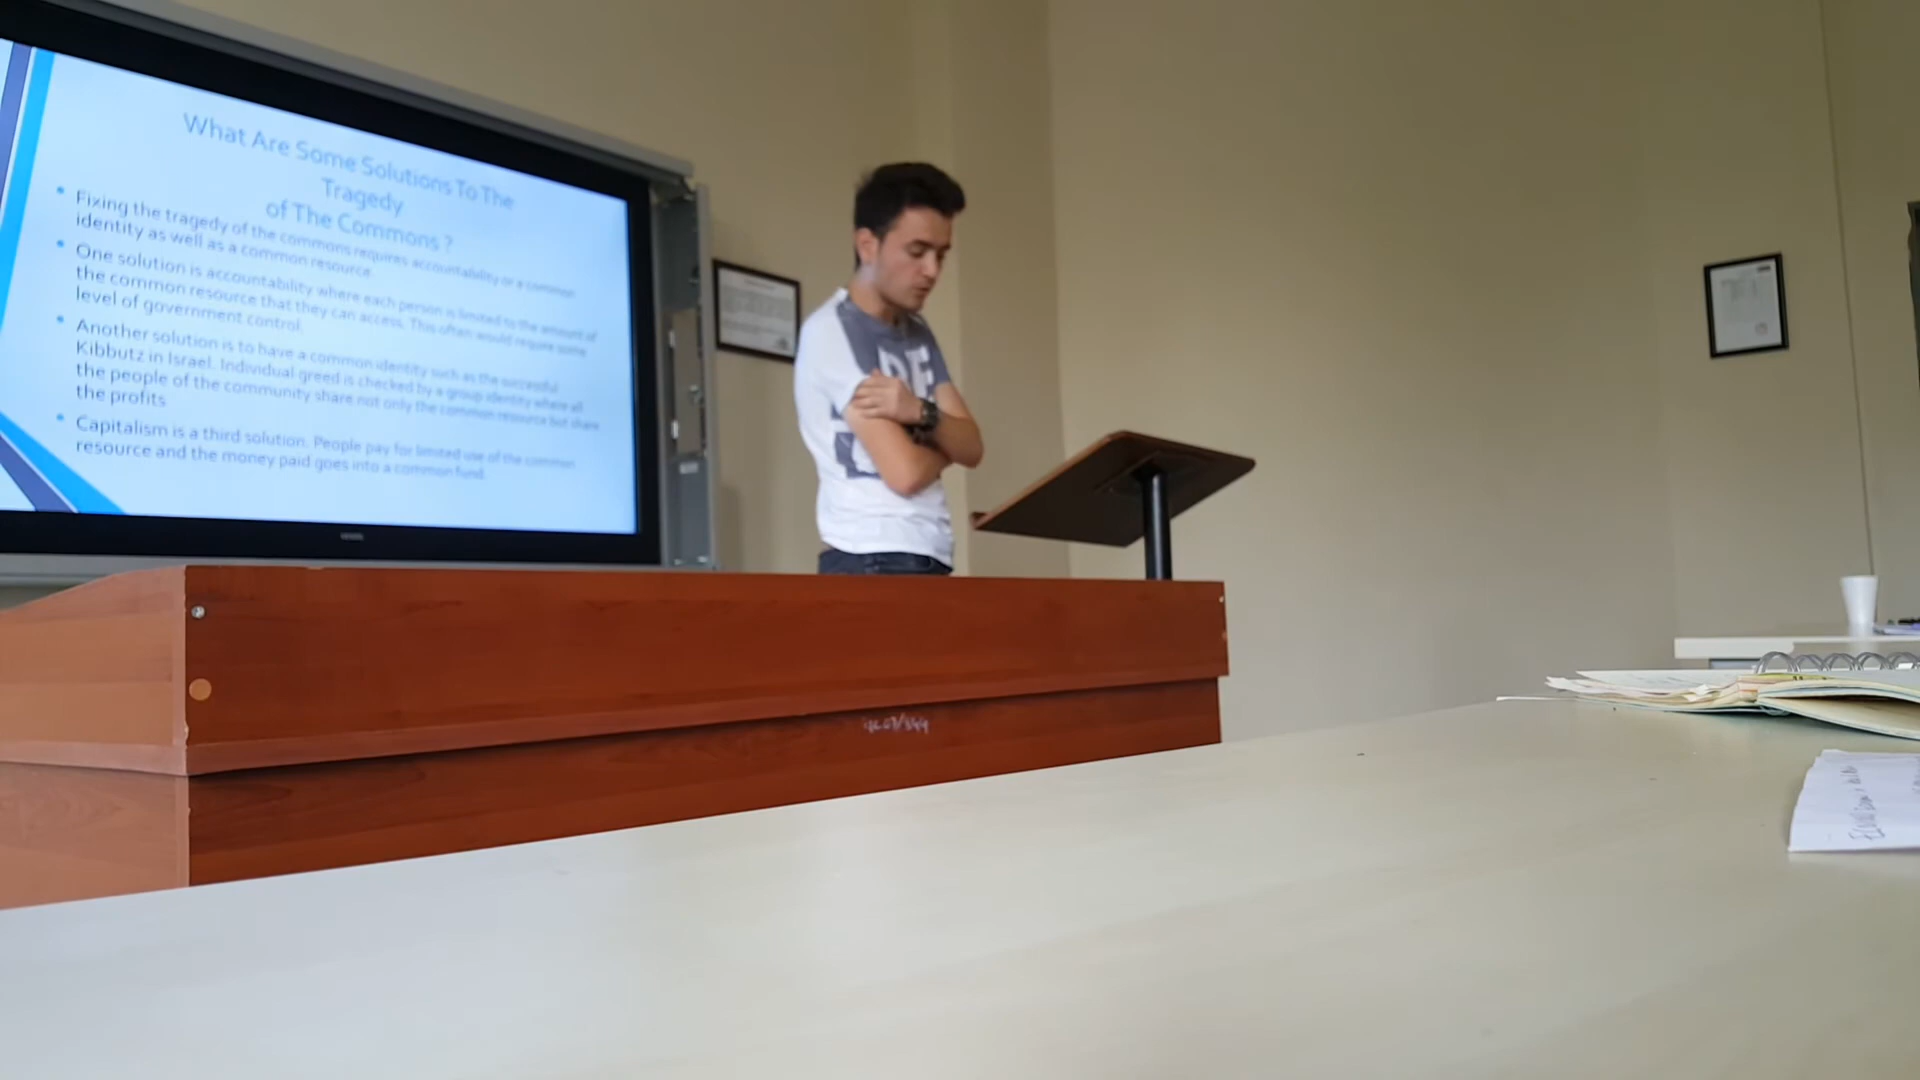 What Are Some Solutions To The
Tragedy
of The Commons ?
• Fixing the tragedy of the commons requires accountability or a common
identity as well as a common resource.
• One solution is accountability where each person is limited to the amount of
the common resource that they can access. This often would require some
level of government control.
• Another solution is to have a common identity such as the successful
Kibbutz in Israel. Individual greed is checked by a group identity where all
the people of the community share not only the common resource but share
the profits
• Capitalism is a third solution. People pay for limited use of the common
resource and the money paid goes into a common fund.